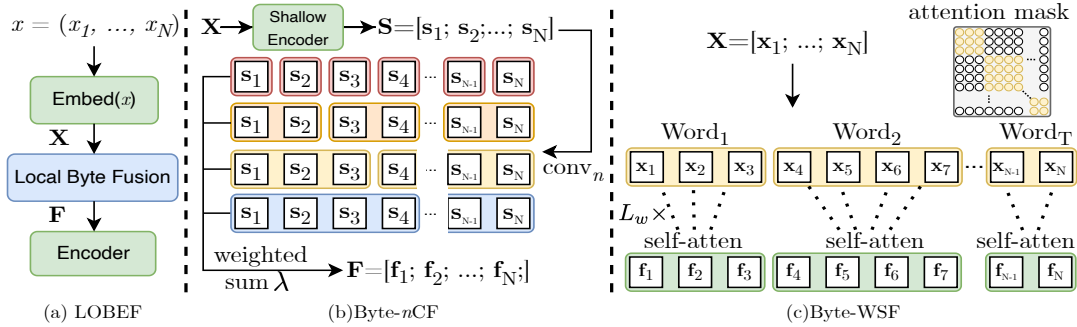 x = (x1, ..., xN)
Embed(x)
X
Local Byte Fusion
F
Encoder
(a) LOBEF
X
Shallow
Encoder
S=[s1; s2;...; sN]
s1 s2 s3 s4 ... sN-1 sN
s1 s2 s3 s4 ... sN-1 sN
s1 s2 s3 s4 ... sN-1 sN
s1 s2 s3 s4 ... sN-1 sN
convn
weighted
sum λ
F=[f1; f2; ...; fN;]
(b)Byte-nCF
attention mask
X=[x1; ...; xN]
... ... ...
Word1 Word2 WordT
x1 x2 x3 x4 x5 x6 x7 ... xN-1 xN
Lw×
self-atten self-atten self-atten
f1 f2 f3 f4 f5 f6 f7 fN-1 fN
(c)Byte-WSF